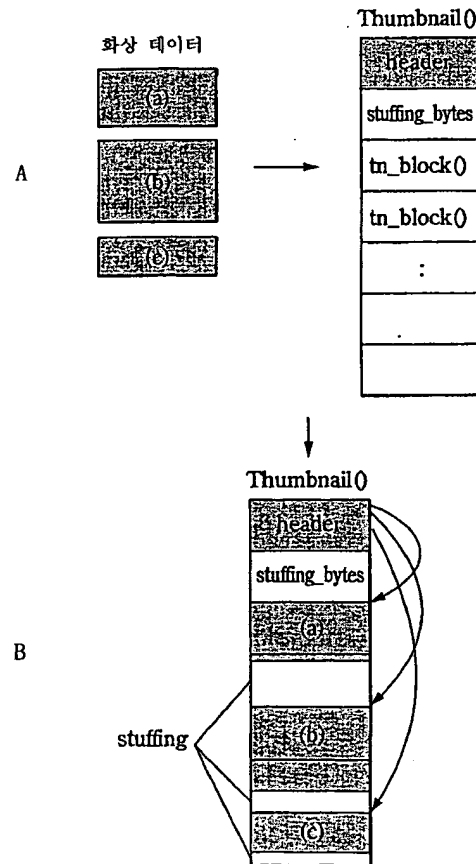 Thumbnail()
화상 데이터
header
(a)
stuffing_bytes
A
(b)
tn_block()
tn_block()
(c)
:
Thumbnail()
header
stuffing_bytes
(a)
B
stuffing
(b)
(c)